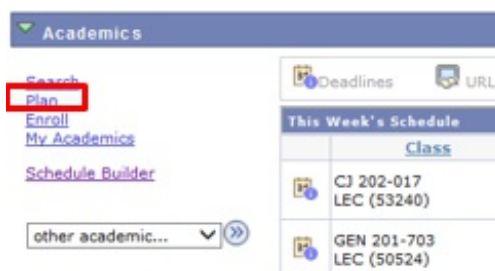 Academics
Search
Plan
Enroll
My Academics
Schedule Builder
other academic...
Deadlines
URL
This Week's Schedule
Class
CJ 202-017
LEC (53240)
GEN 201-703
LEC (50524)